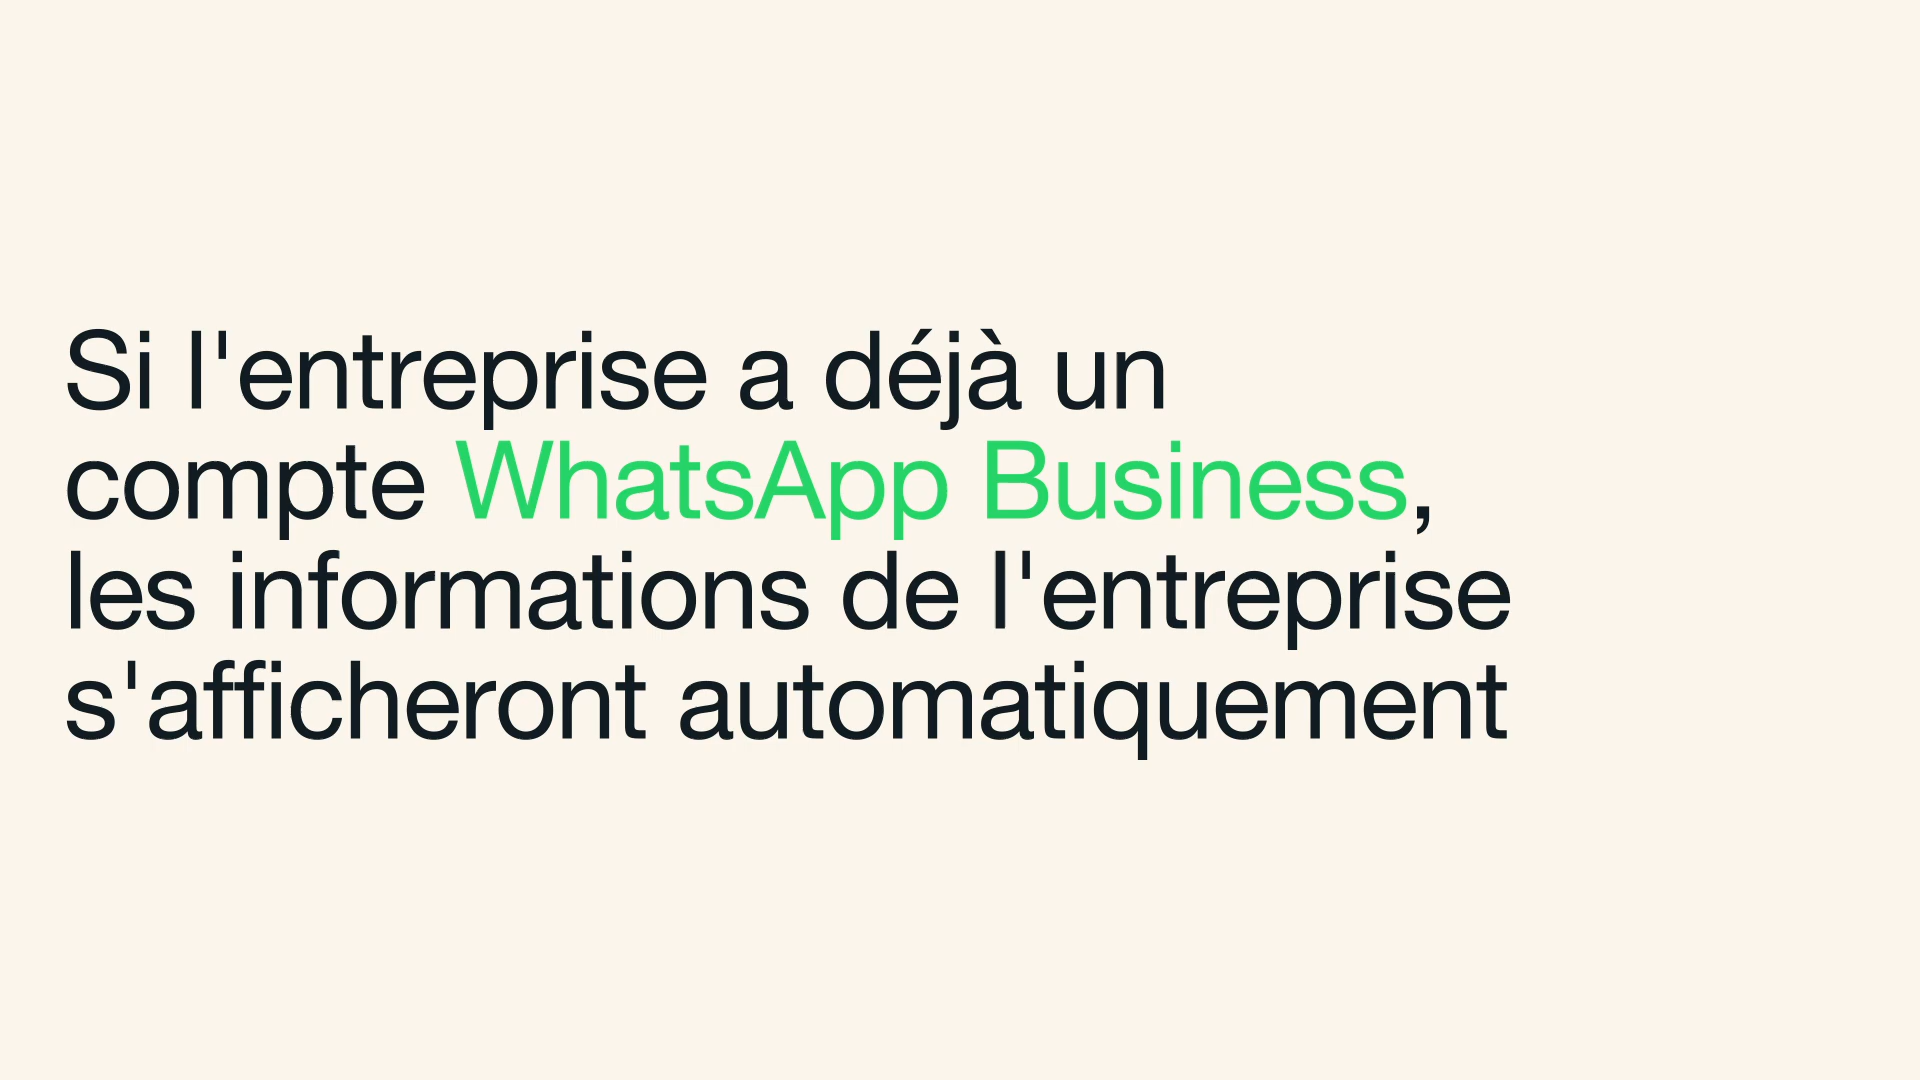 Si l'entreprise a déjà un
compte WhatsApp Business,
les informations de l'entreprise
s'afficheront automatiquement